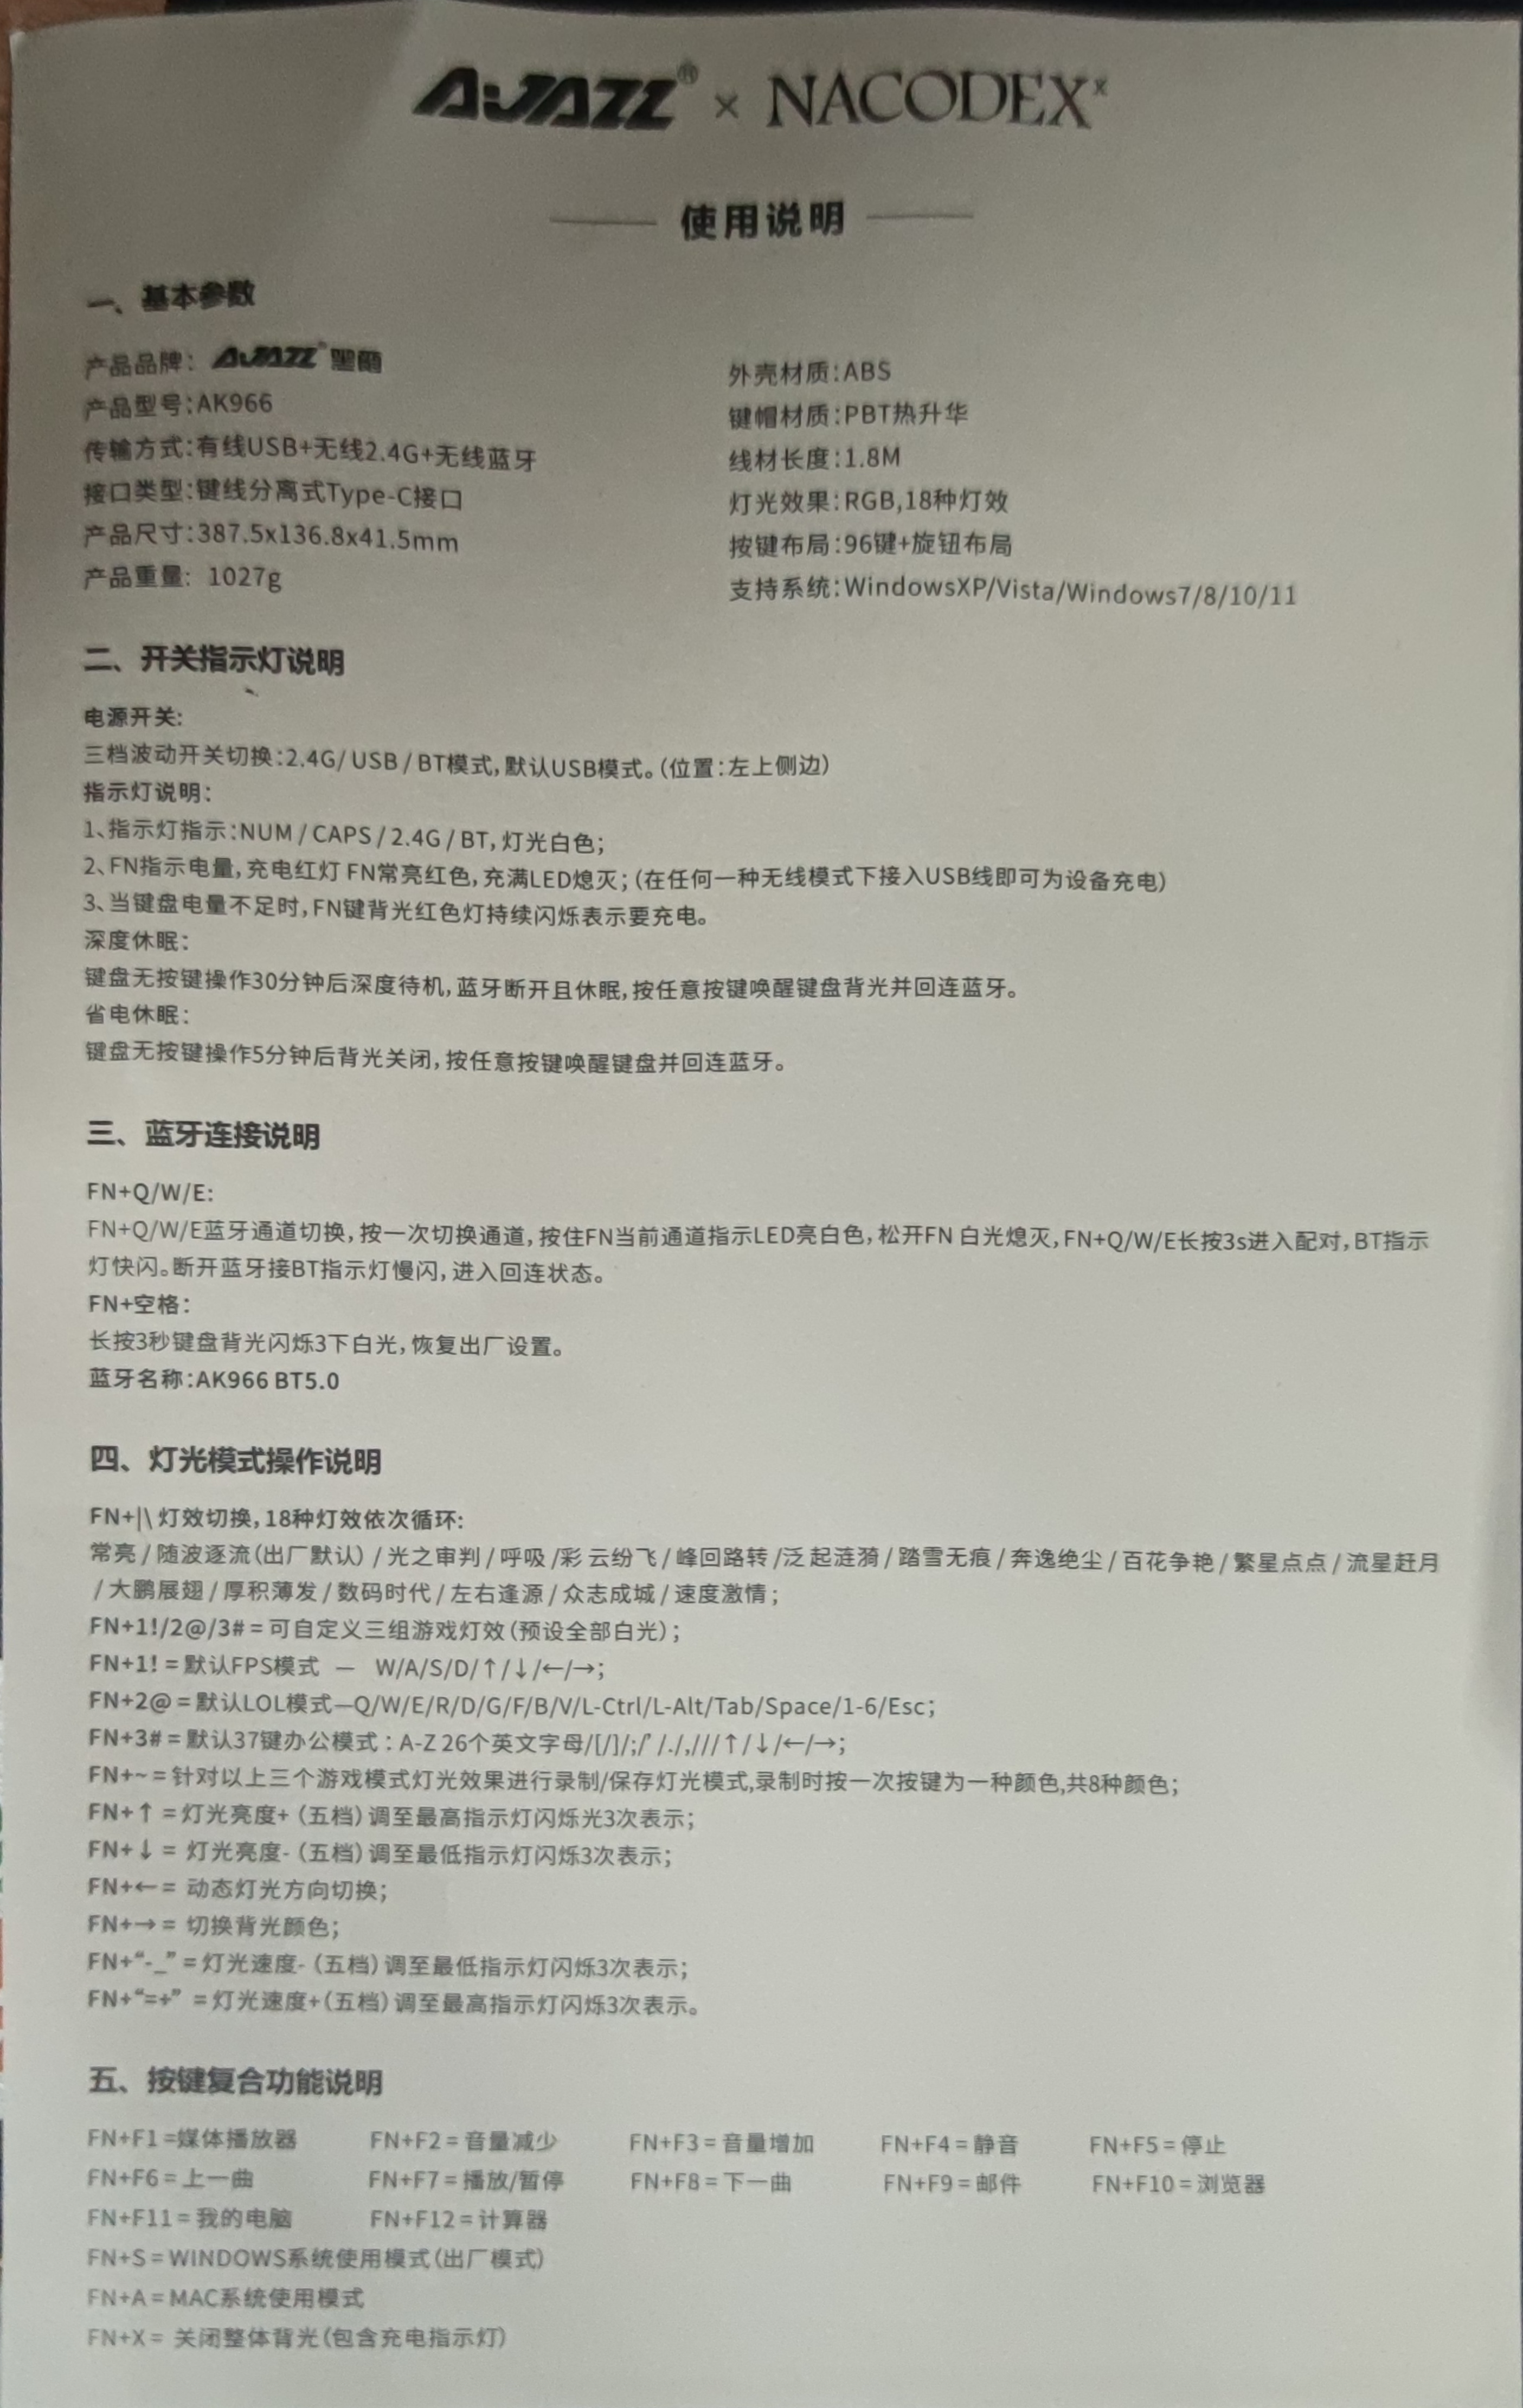 AJAZZ® × NACODEX
使用说明
一、基本参数
产品品牌：AJAZZ®黑爵
产品型号:AK966
传输方式:有线USB+无线2.4G+无线蓝牙
接口类型:键线分离式Type-C接口
产品尺寸:387.5x136.8x41.5mm
产品重量: 1027g
外壳材质:ABS
键帽材质:PBT热升华
线材长度:1.8M
灯光效果:RGB,18种灯效
按键布局:96键+旋钮布局
支持系统:WindowsXP/Vista/Windows7/8/10/11
二、开关指示灯说明
电源开关:
三档波动开关切换:2.4G/ USB / BT模式,默认USB模式。(位置:左上侧边)
指示灯说明:
1、指示灯指示:NUM / CAPS / 2.4G / BT, 灯光白色;
2、FN指示电量,充电红灯 FN常亮红色,充满LED熄灭;(在任何一种无线模式下接入USB线即可为设备充电)
3、当键盘电量不足时,FN键背光红色灯持续闪烁表示要充电。
深度休眠:
键盘无按键操作30分钟后深度待机,蓝牙断开且休眠,按任意按键唤醒键盘背光并回连蓝牙。
省电休眠:
键盘无按键操作5分钟后背光关闭,按任意按键唤醒键盘并回连蓝牙。
三、蓝牙连接说明
FN+Q/W/E:
FN+Q/W/E蓝牙通道切换,按一次切换通道,按住FN当前通道指示LED亮白色,松开FN 白光熄灭,FN+Q/W/E长按3s进入配对,BT指示
灯快闪。断开蓝牙接BT指示灯慢闪,进入回连状态。
FN+空格:
长按3秒键盘背光闪烁3下白光,恢复出厂设置。
蓝牙名称:AK966 BT5.0
四、灯光模式操作说明
FN+|\ 灯效切换,18种灯效依次循环:
常亮 / 随波逐流(出厂默认) / 光之审判 / 呼吸 /彩 云纷飞 / 峰回路转 /泛 起涟漪 / 踏雪无痕 / 奔逸绝尘 / 百花争艳 / 繁星点点 / 流星赶月
/ 大鹏展翅 / 厚积薄发 / 数码时代 / 左右逢源 / 众志成城 / 速度激情;
FN+1!/2@/3# = 可自定义三组游戏灯效(预设全部白光);
FN+1! = 默认FPS模式 — W/A/S/D/↑/↓/←/→;
FN+2@ = 默认LOL模式—Q/W/E/R/D/G/F/B/V/L-Ctrl/L-Alt/Tab/Space/1-6/Esc;
FN+3# = 默认37键办公模式 : A-Z 26个英文字母/[/]/;/' /./,///↑/↓/←/→;
FN+~ = 针对以上三个游戏模式灯光效果进行录制/保存灯光模式,录制时按一次按键为一种颜色,共8种颜色;
FN+↑ = 灯光亮度+ (五档) 调至最高指示灯闪烁光3次表示;
FN+↓ = 灯光亮度- (五档) 调至最低指示灯闪烁3次表示;
FN+← = 动态灯光方向切换;
FN+→ = 切换背光颜色;
FN+“-_” = 灯光速度- (五档) 调至最低指示灯闪烁3次表示;
FN+“=+” = 灯光速度+(五档) 调至最高指示灯闪烁3次表示。
五、按键复合功能说明
FN+F1 =媒体播放器 FN+F2 = 音量减少 FN+F3 = 音量增加 FN+F4 = 静音 FN+F5 = 停止
FN+F6 = 上一曲 FN+F7 = 播放/暂停 FN+F8 = 下一曲 FN+F9 = 邮件 FN+F10 = 浏览器
FN+F11 = 我的电脑 FN+F12 = 计算器
FN+S = WINDOWS系统使用模式(出厂模式)
FN+A = MAC系统使用模式
FN+X = 关闭整体背光(包含充电指示灯)